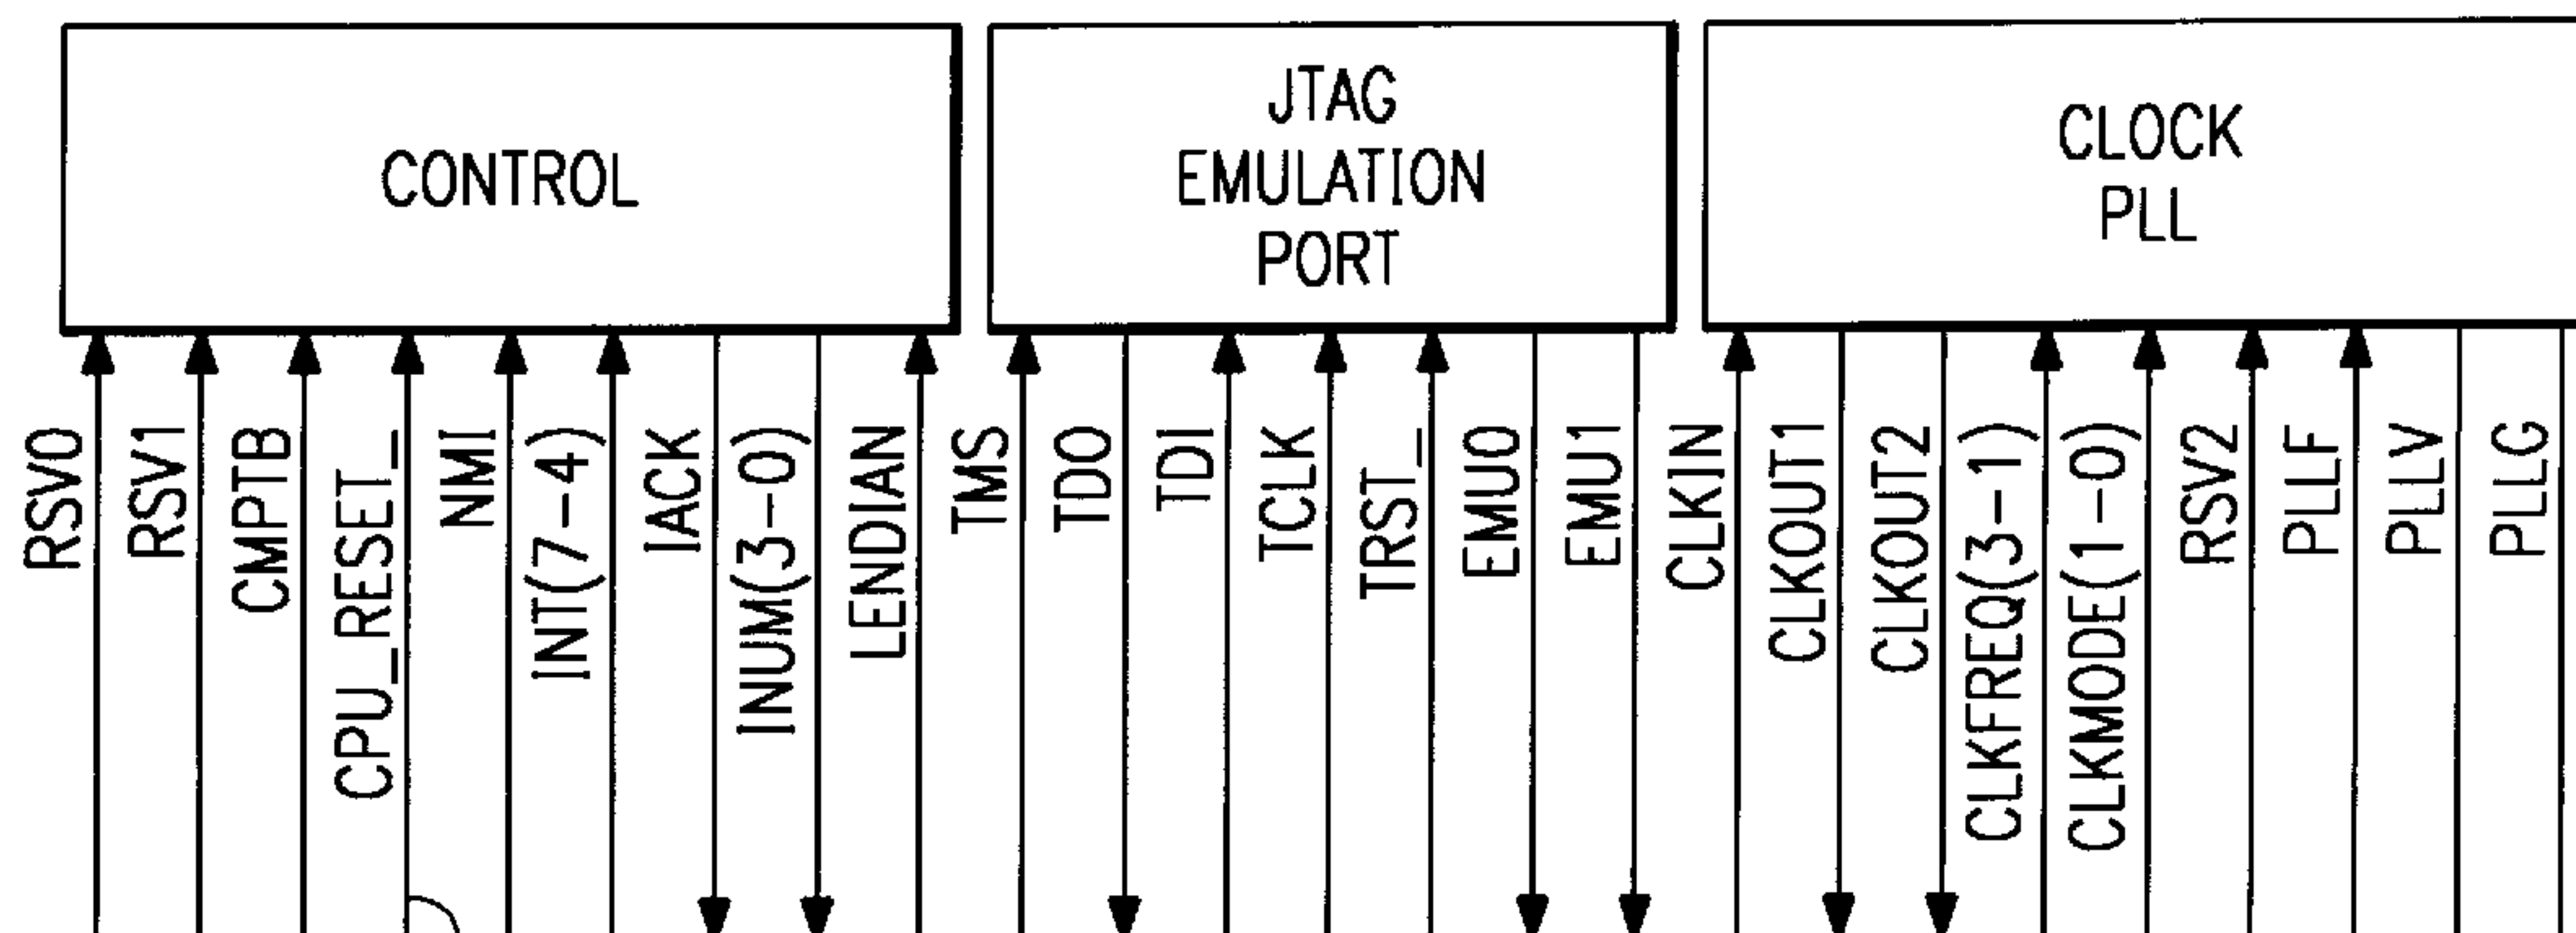 CONTROL
JTAG
EMULATION
PORT
CLOCK
PLL
RSV0
RSV1
CMPTB
CPU_RESET_
NMI
INT(7-4)
IACK
INUM(3-0)
LENDIAN
TMS
TDO
TDI
TCLK
TRST_
EMU0
EMU1
CLKIN
CLKOUT1
CLKOUT2
CLKFREQ(3-1)
CLKMODE(1-0)
RSV2
PLLF
PLLV
PLLG